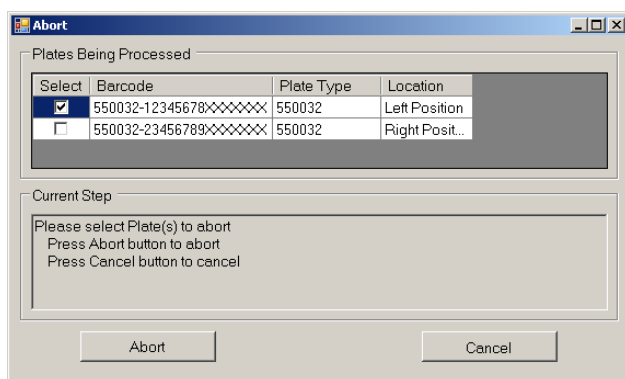 Abort
Plates Being Processed
Select Barcode Plate Type Location
550032-12345678XXXXXXX 550032 Left Position
550032-23456789XXXXXXX 550032 Right Posit...
Current Step
Please select Plate(s) to abort
Press Abort button to abort
Press Cancel button to cancel
Abort Cancel